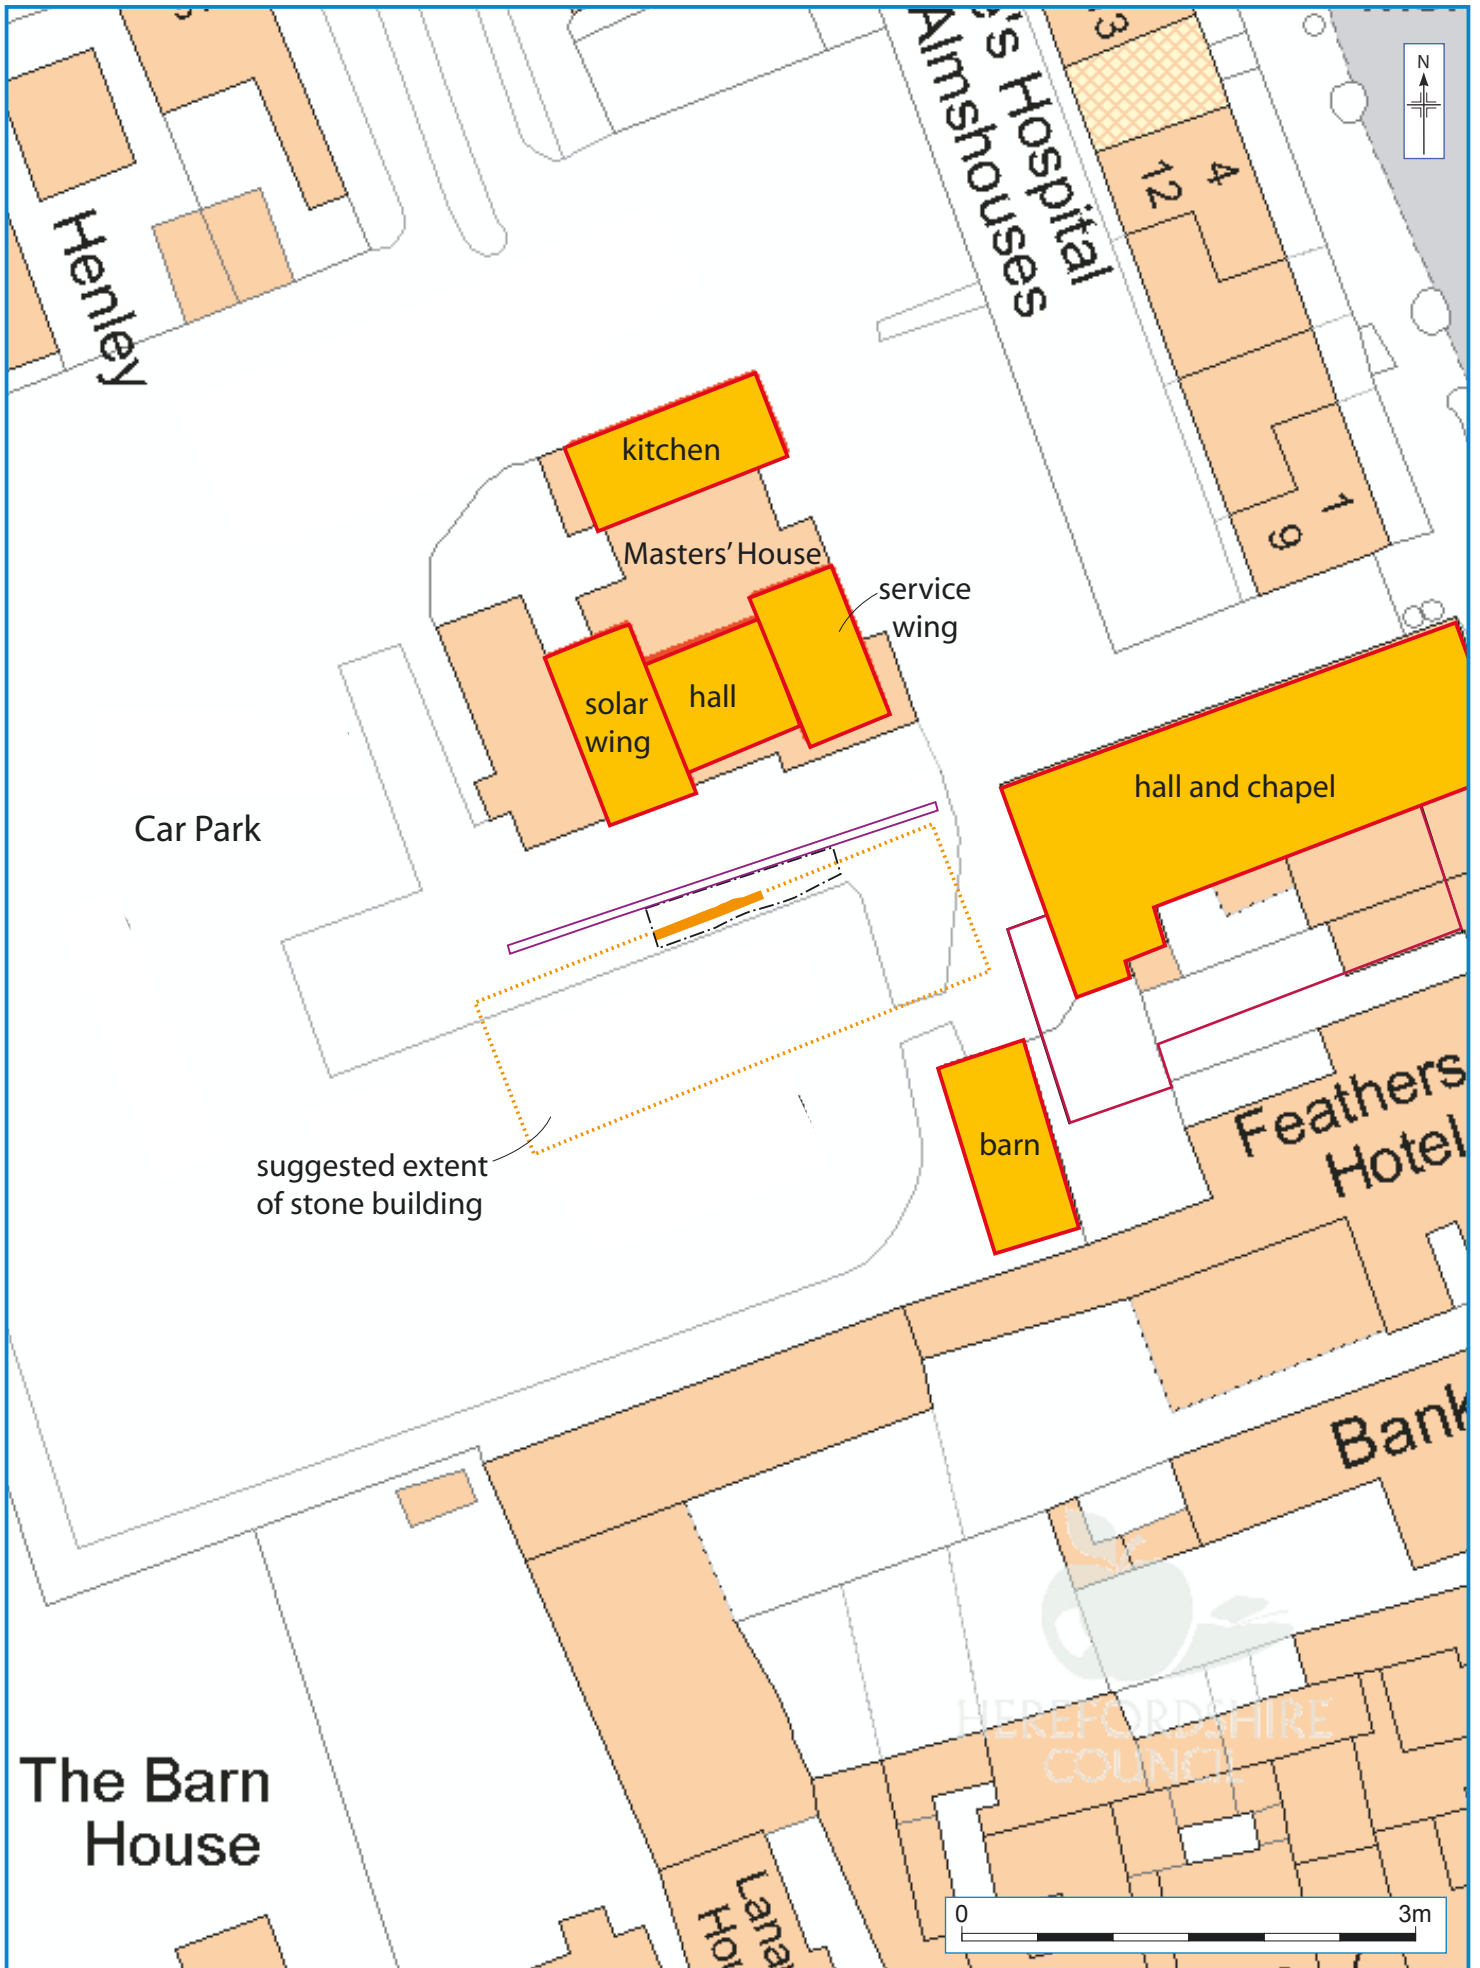 's Hospital
Almshouses
3
N
4
12
Henley
kitchen
Masters' House
service
wing
solar
wing
hall
1
9
hall and chapel
Car Park
barn
Feathers
Hotel
suggested extent
of stone building
Bank
HEREFORDSHIRE
COUNCIL
The Barn
House
0
3m